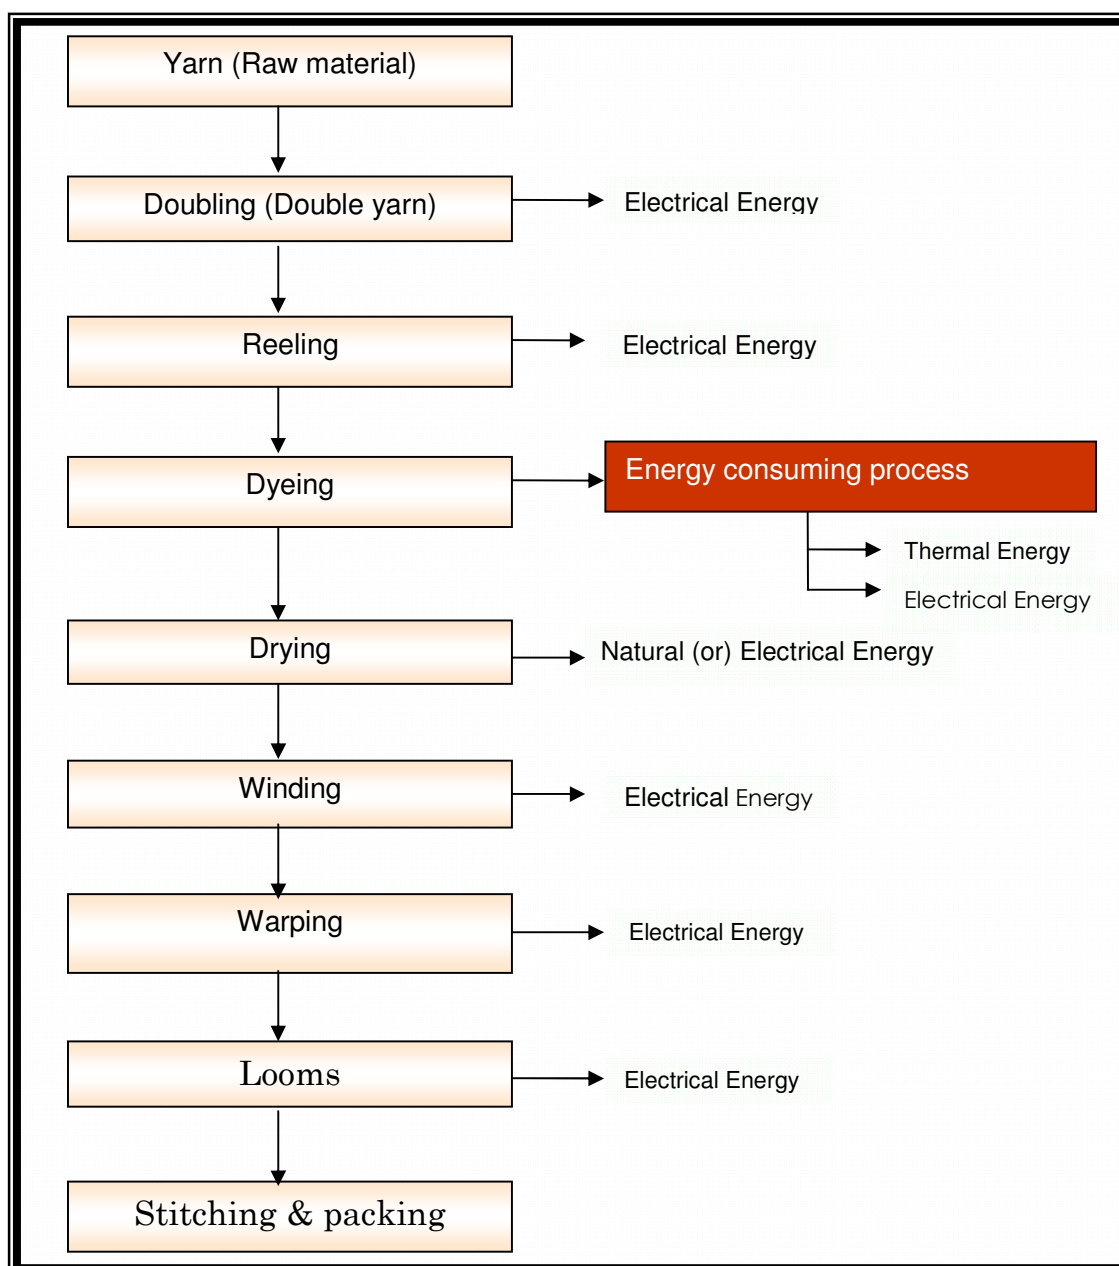 Yarn (Raw material)
Doubling (Double yarn)
Electrical Energy
Reeling
Electrical Energy
Dyeing
Energy consuming process
Thermal Energy
Electrical Energy
Drying
Natural (or) Electrical Energy
Winding
Electrical Energy
Warping
Electrical Energy
Looms
Electrical Energy
Stitching & packing